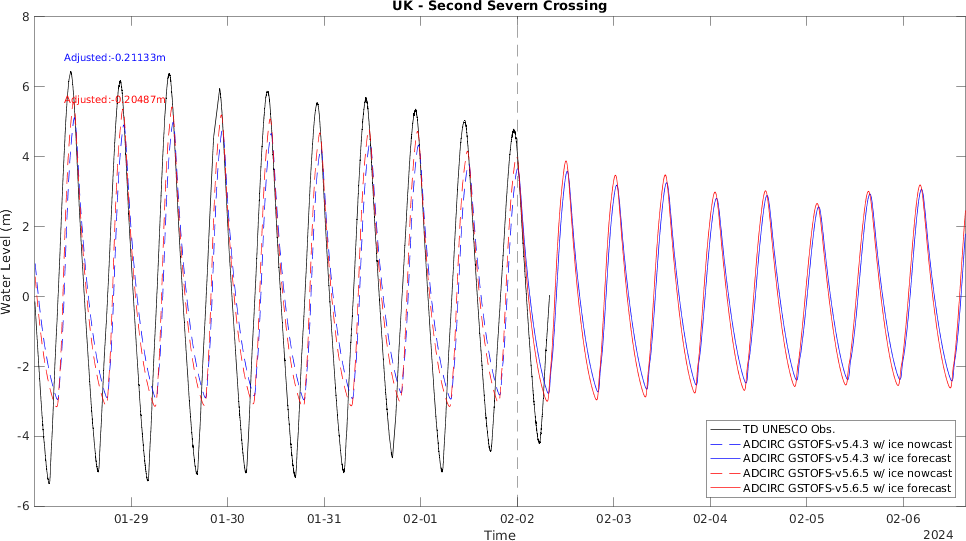 UK - Second Severn Crossing
8
Adjusted:-0.21133m
6
Adjusted:-0.20487m
4
2
0
-2
-4
-6
Water Level (m)
TD UNESCO Obs.
ADCIRC GSTOFS-v5.4.3 w/ ice nowcast
ADCIRC GSTOFS-v5.4.3 w/ ice forecast
ADCIRC GSTOFS-v5.6.5 w/ ice nowcast
ADCIRC GSTOFS-v5.6.5 w/ ice forecast
01-29 01-30 01-31 02-01 02-02 02-03 02-04 02-05 02-06
Time
2024